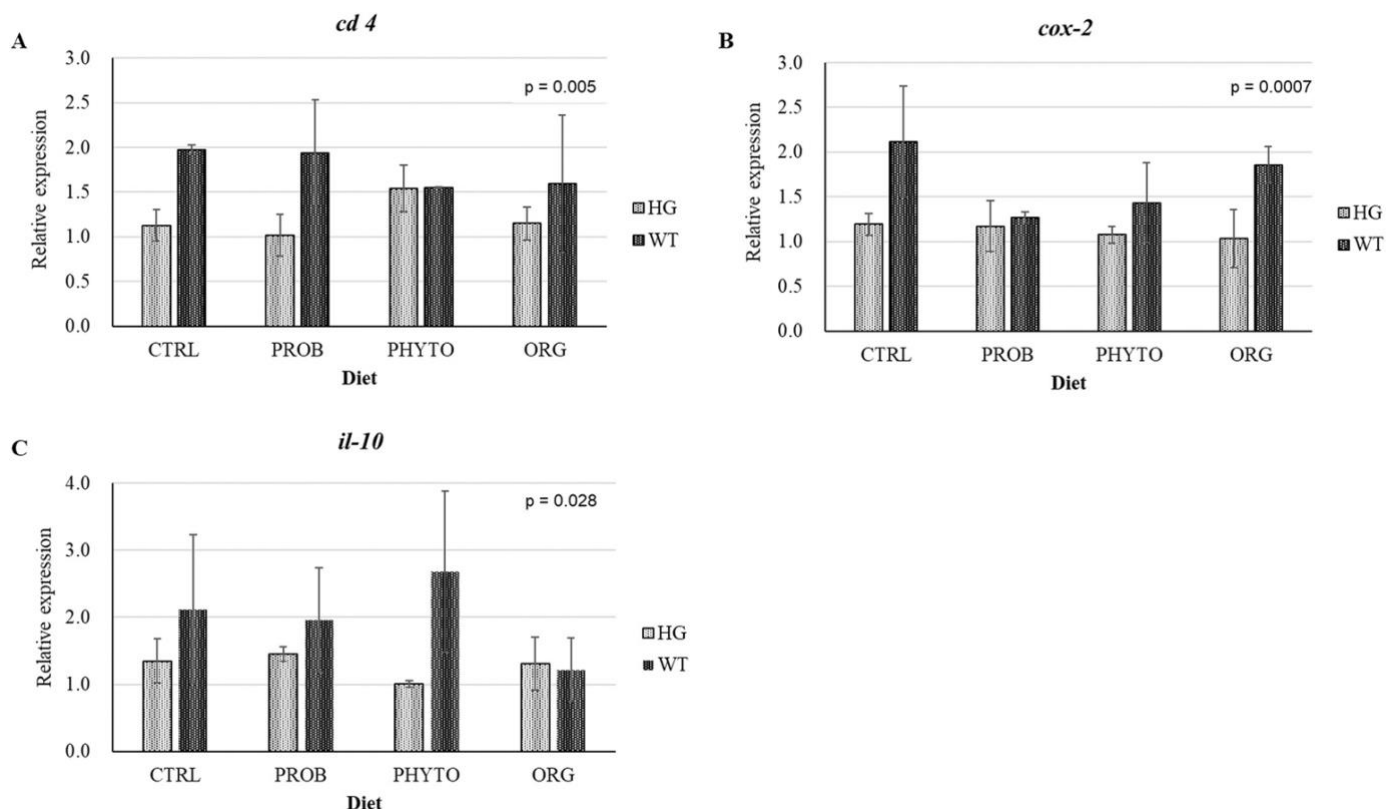 A
cd 4
3.0
2.5
2.0
1.5
1.0
0.5
0.0
Relative expression
p = 0.005
HG
WT
CTRL PROB PHYTO ORG
Diet
B
cox-2
3.0
2.5
2.0
1.5
1.0
0.5
0.0
Relative expression
p = 0.0007
HG
WT
CTRL PROB PHYTO ORG
Diet
C
il-10
4.0
3.0
2.0
1.0
0.0
Relative expression
p = 0.028
HG
WT
CTRL PROB PHYTO ORG
Diet